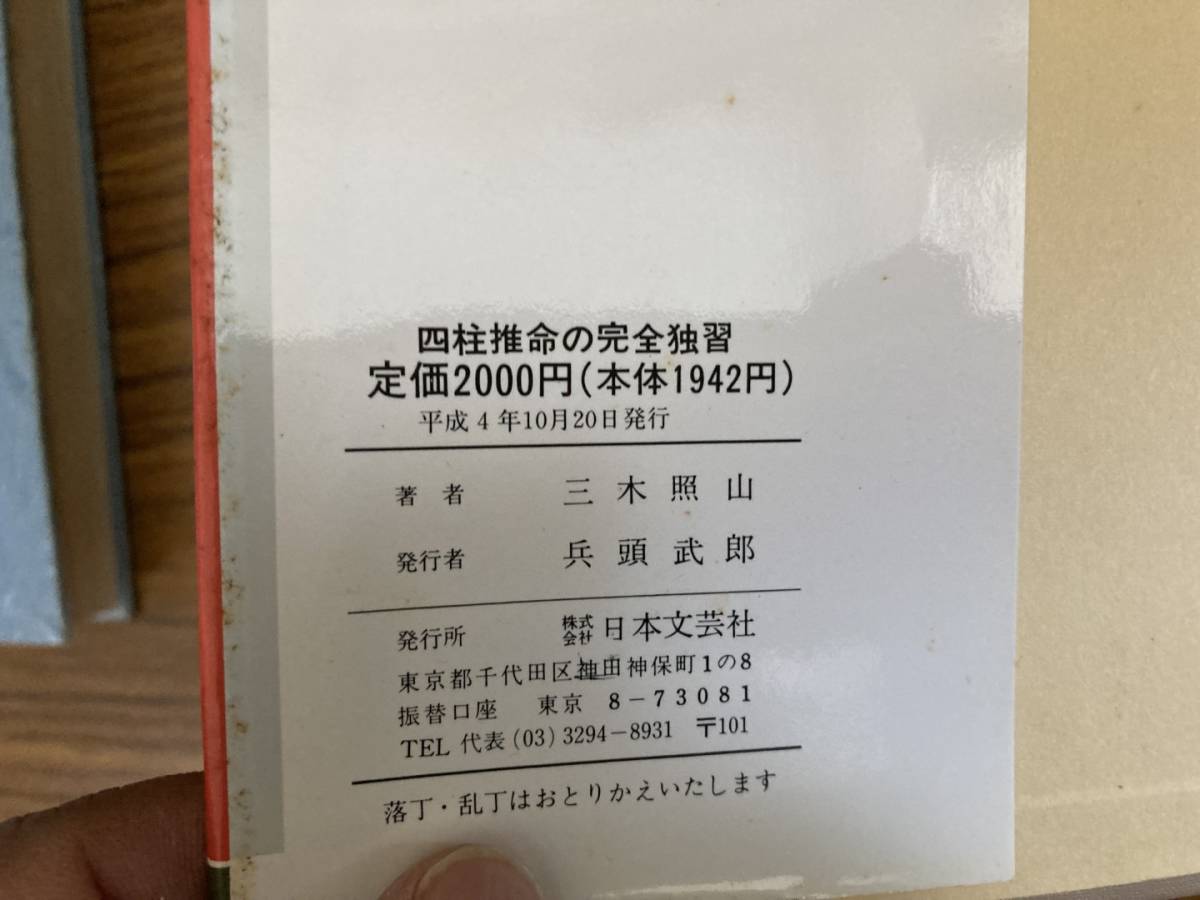 四柱推命の完全独習
定価2000円(本体1942円)
平成4年10月20日発行
著者 三木照山
発行者 兵頭武郎
発行所 株式会社 日本文芸社
東京都千代田区神田神保町1の8
振替口座 東京 8-73081
TEL 代表(03)3294-8931 〒101
落丁・乱丁はおとりかえいたします